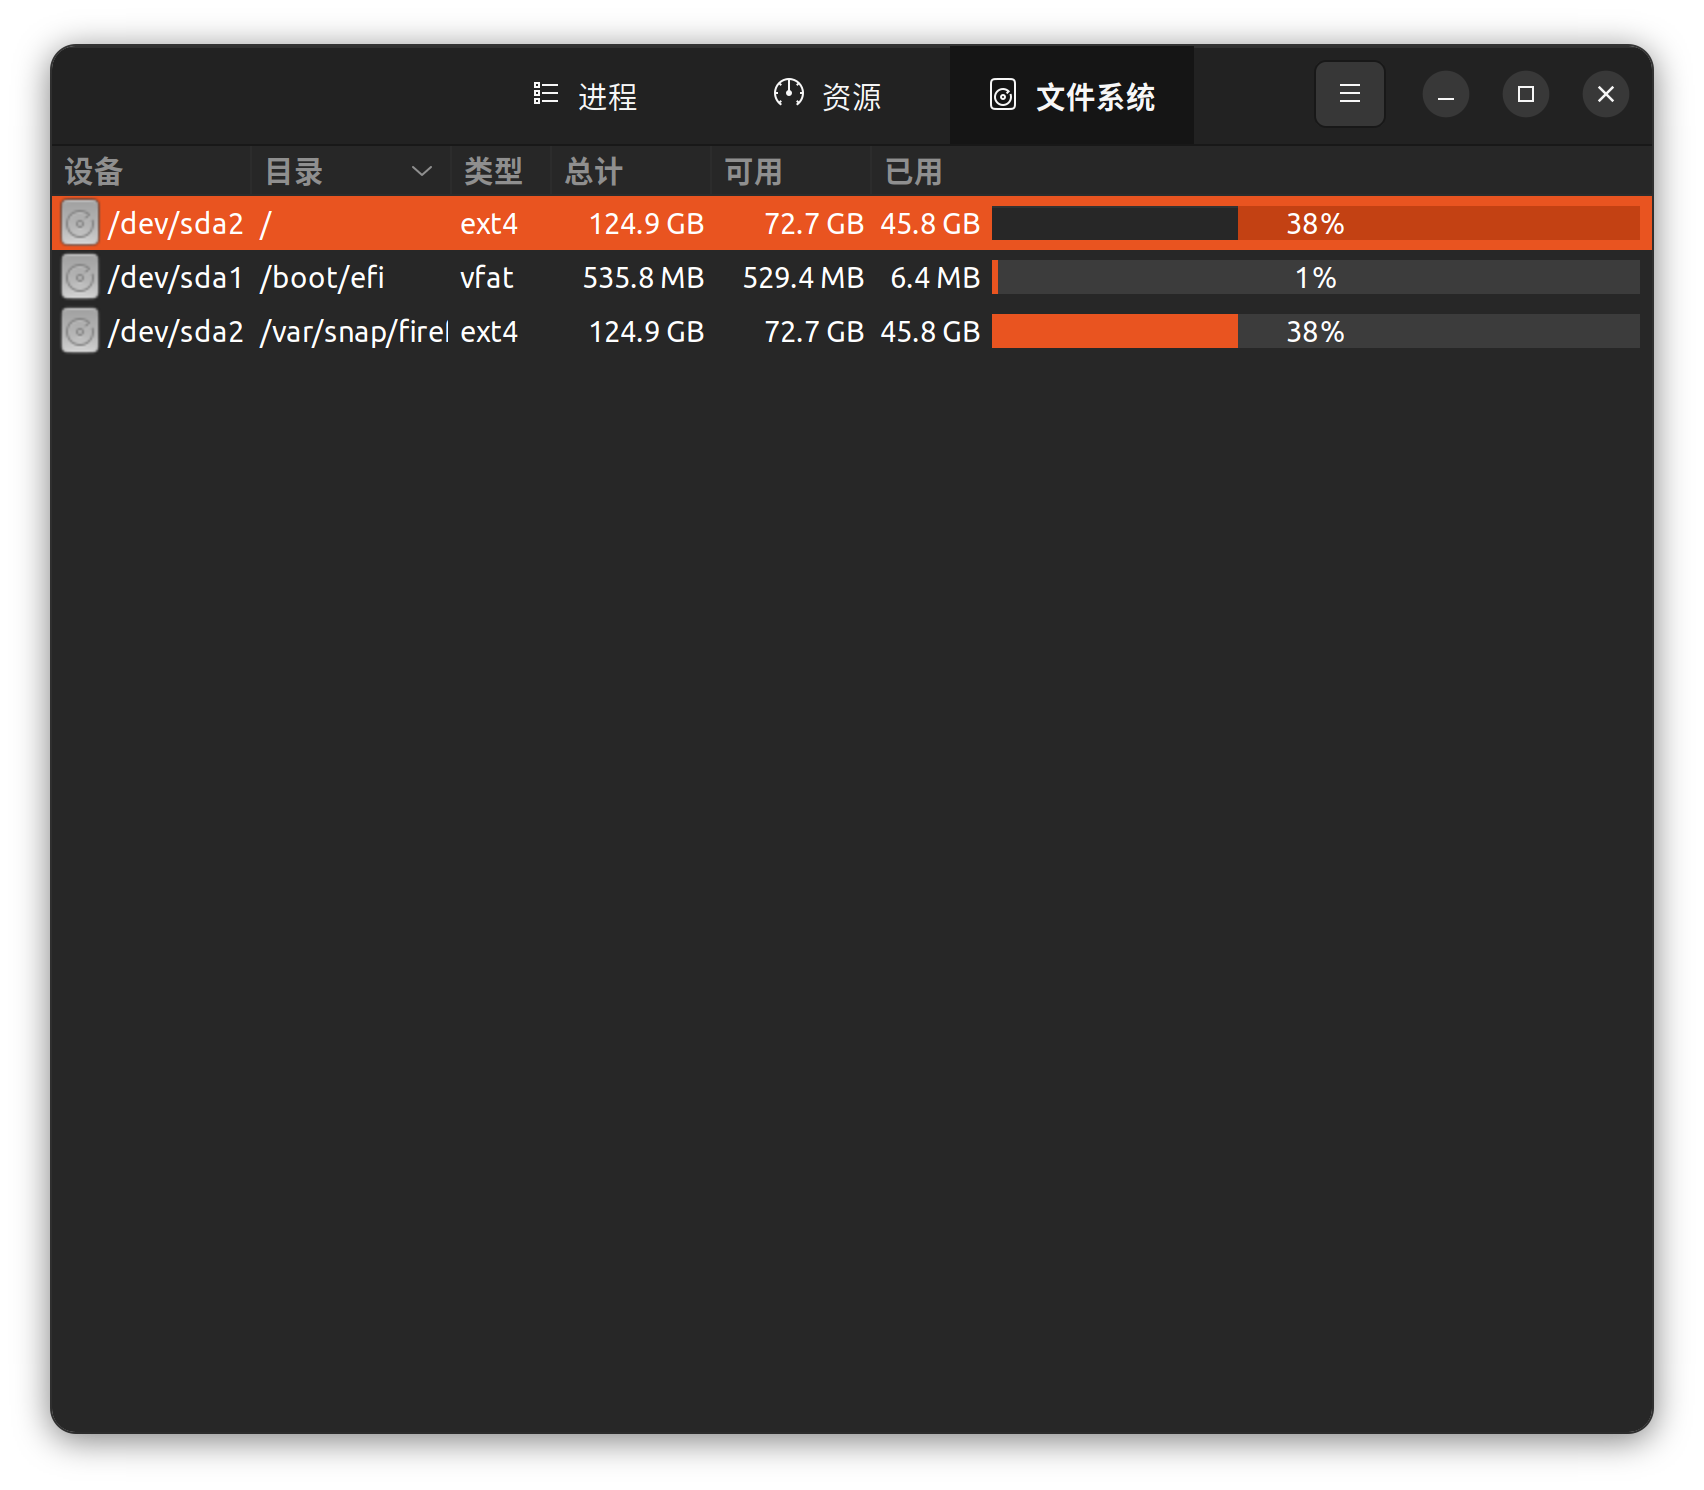 进程 资源 文件系统
设备 目录 类型 总计 可用 已用
/dev/sda2 / ext4 124.9 GB 72.7 GB 45.8 GB 38%
/dev/sda1 /boot/efi vfat 535.8 MB 529.4 MB 6.4 MB 1%
/dev/sda2 /var/snap/firef ext4 124.9 GB 72.7 GB 45.8 GB 38%